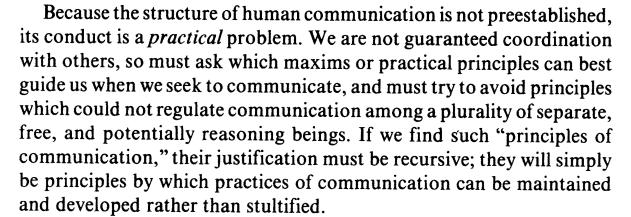 Because the structure of human communication is not preestablished,
its conduct is a practical problem. We are not guaranteed coordination
with others, so must ask which maxims or practical principles can best
guide us when we seek to communicate, and must try to avoid principles
which could not regulate communication among a plurality of separate,
free, and potentially reasoning beings. If we find such “principles of
communication,” their justification must be recursive; they will simply
be principles by which practices of communication can be maintained
and developed rather than stultified.